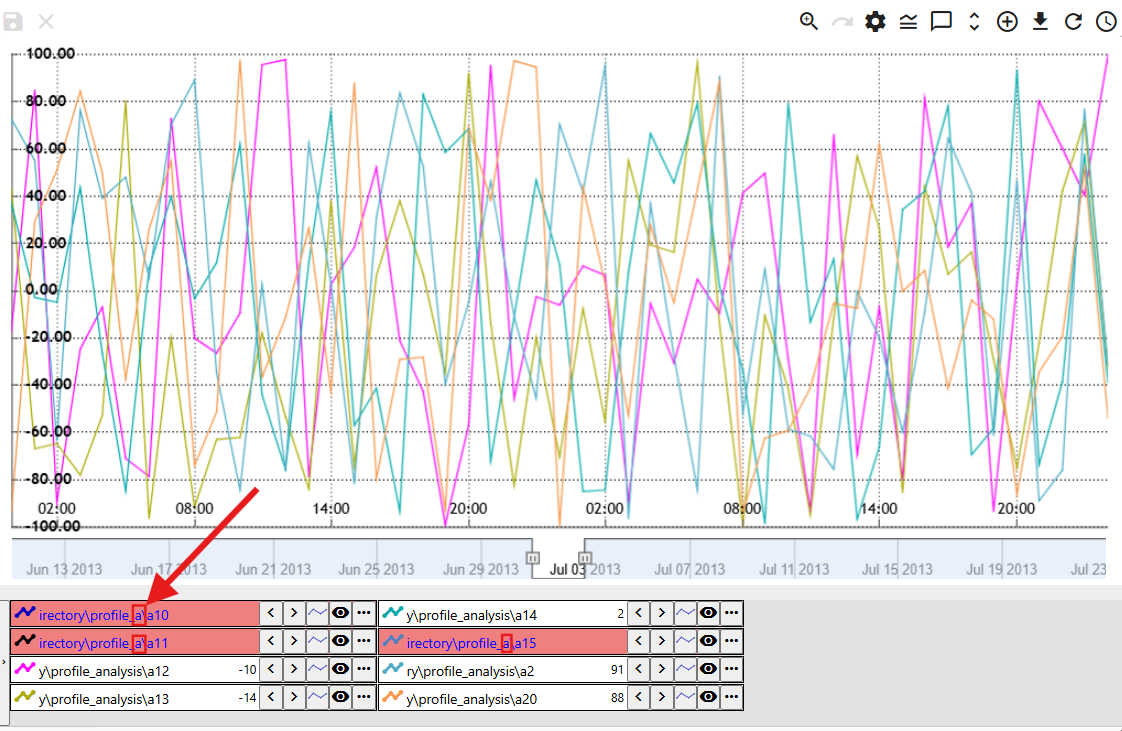 100.00
80.00
60.00
40.00
20.00
0.00
-20.00
-40.00
-60.00
-80.00
-100.00
02:00 08:00 14:00 20:00 02:00 08:00 14:00 20:00
Jun 13 2013 Jun 17 2013 Jun 21 2013 Jun 25 2013 Jun 29 2013 Jul 03 2013 Jul 07 2013 Jul 11 2013 Jul 15 2013 Jul 19 2013 Jul 23
irectory\profile_a\a10 y\profile_analysis\a14 2
irectory\profile_a\a11 irectory\profile_a\a15
y\profile_analysis\a12 -10 ry\profile_analysis\a2 91
y\profile_analysis\a13 -14 y\profile_analysis\a20 88